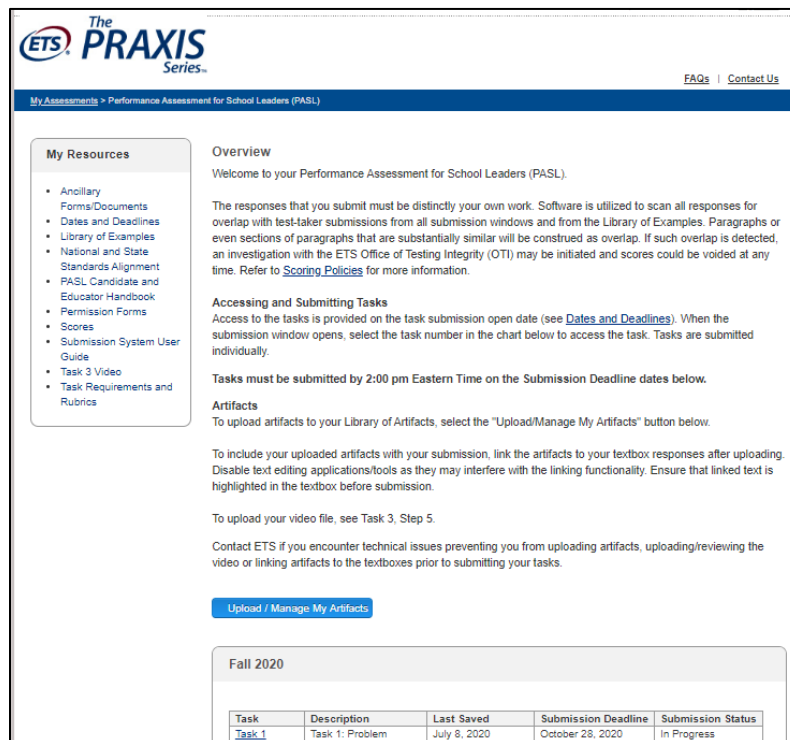 The
ETS PRAXIS
Series™
FAQs | Contact Us
My Assessments > Performance Assessment for School Leaders (PASL)
My Resources
• Ancillary
Forms/Documents
• Dates and Deadlines
• Library of Examples
• National and State
Standards Alignment
• PASL Candidate and
Educator Handbook
• Permission Forms
• Scores
• Submission System User
Guide
• Task 3 Video
• Task Requirements and
Rubrics
Overview
Welcome to your Performance Assessment for School Leaders (PASL).
The responses that you submit must be distinctly your own work. Software is utilized to scan all responses for
overlap with test-taker submissions from all submission windows and from the Library of Examples. Paragraphs or
even sections of paragraphs that are substantially similar will be construed as overlap. If such overlap is detected,
an investigation with the ETS Office of Testing Integrity (OTI) may be initiated and scores could be voided at any
time. Refer to Scoring Policies for more information.
Accessing and Submitting Tasks
Access to the tasks is provided on the task submission open date (see Dates and Deadlines). When the
submission window opens, select the task number in the chart below to access the task. Tasks are submitted
individually.
Tasks must be submitted by 2:00 pm Eastern Time on the Submission Deadline dates below.
Artifacts
To upload artifacts to your Library of Artifacts, select the "Upload/Manage My Artifacts" button below.
To include your uploaded artifacts with your submission, link the artifacts to your textbox responses after uploading.
Disable text editing applications/tools as they may interfere with the linking functionality. Ensure that linked text is
highlighted in the textbox before submission.
To upload your video file, see Task 3, Step 5.
Contact ETS if you encounter technical issues preventing you from uploading artifacts, uploading/reviewing the
video or linking artifacts to the textboxes prior to submitting your tasks.
Upload / Manage My Artifacts
Fall 2020
Task Description Last Saved Submission Deadline Submission Status
Task 1 Task 1: Problem July 8, 2020 October 28, 2020 In Progress